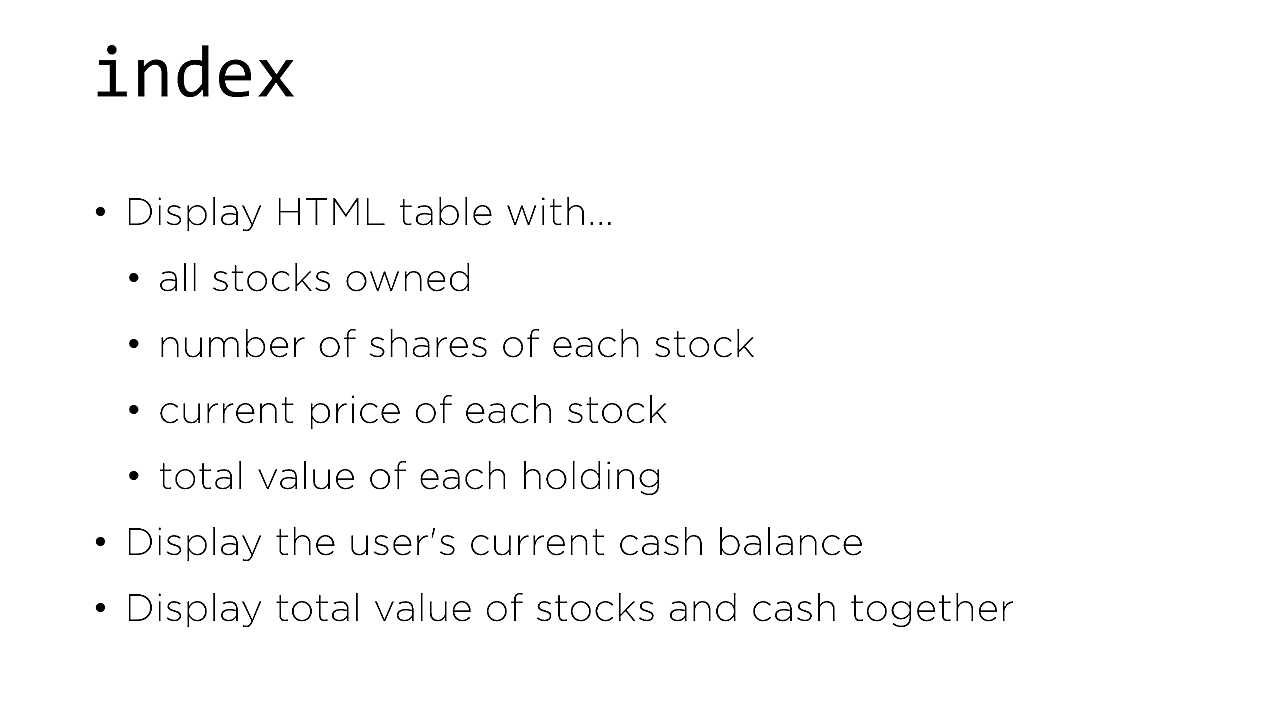 index
• Display HTML table with...
• all stocks owned
• number of shares of each stock
• current price of each stock
• total value of each holding
• Display the user's current cash balance
• Display total value of stocks and cash together